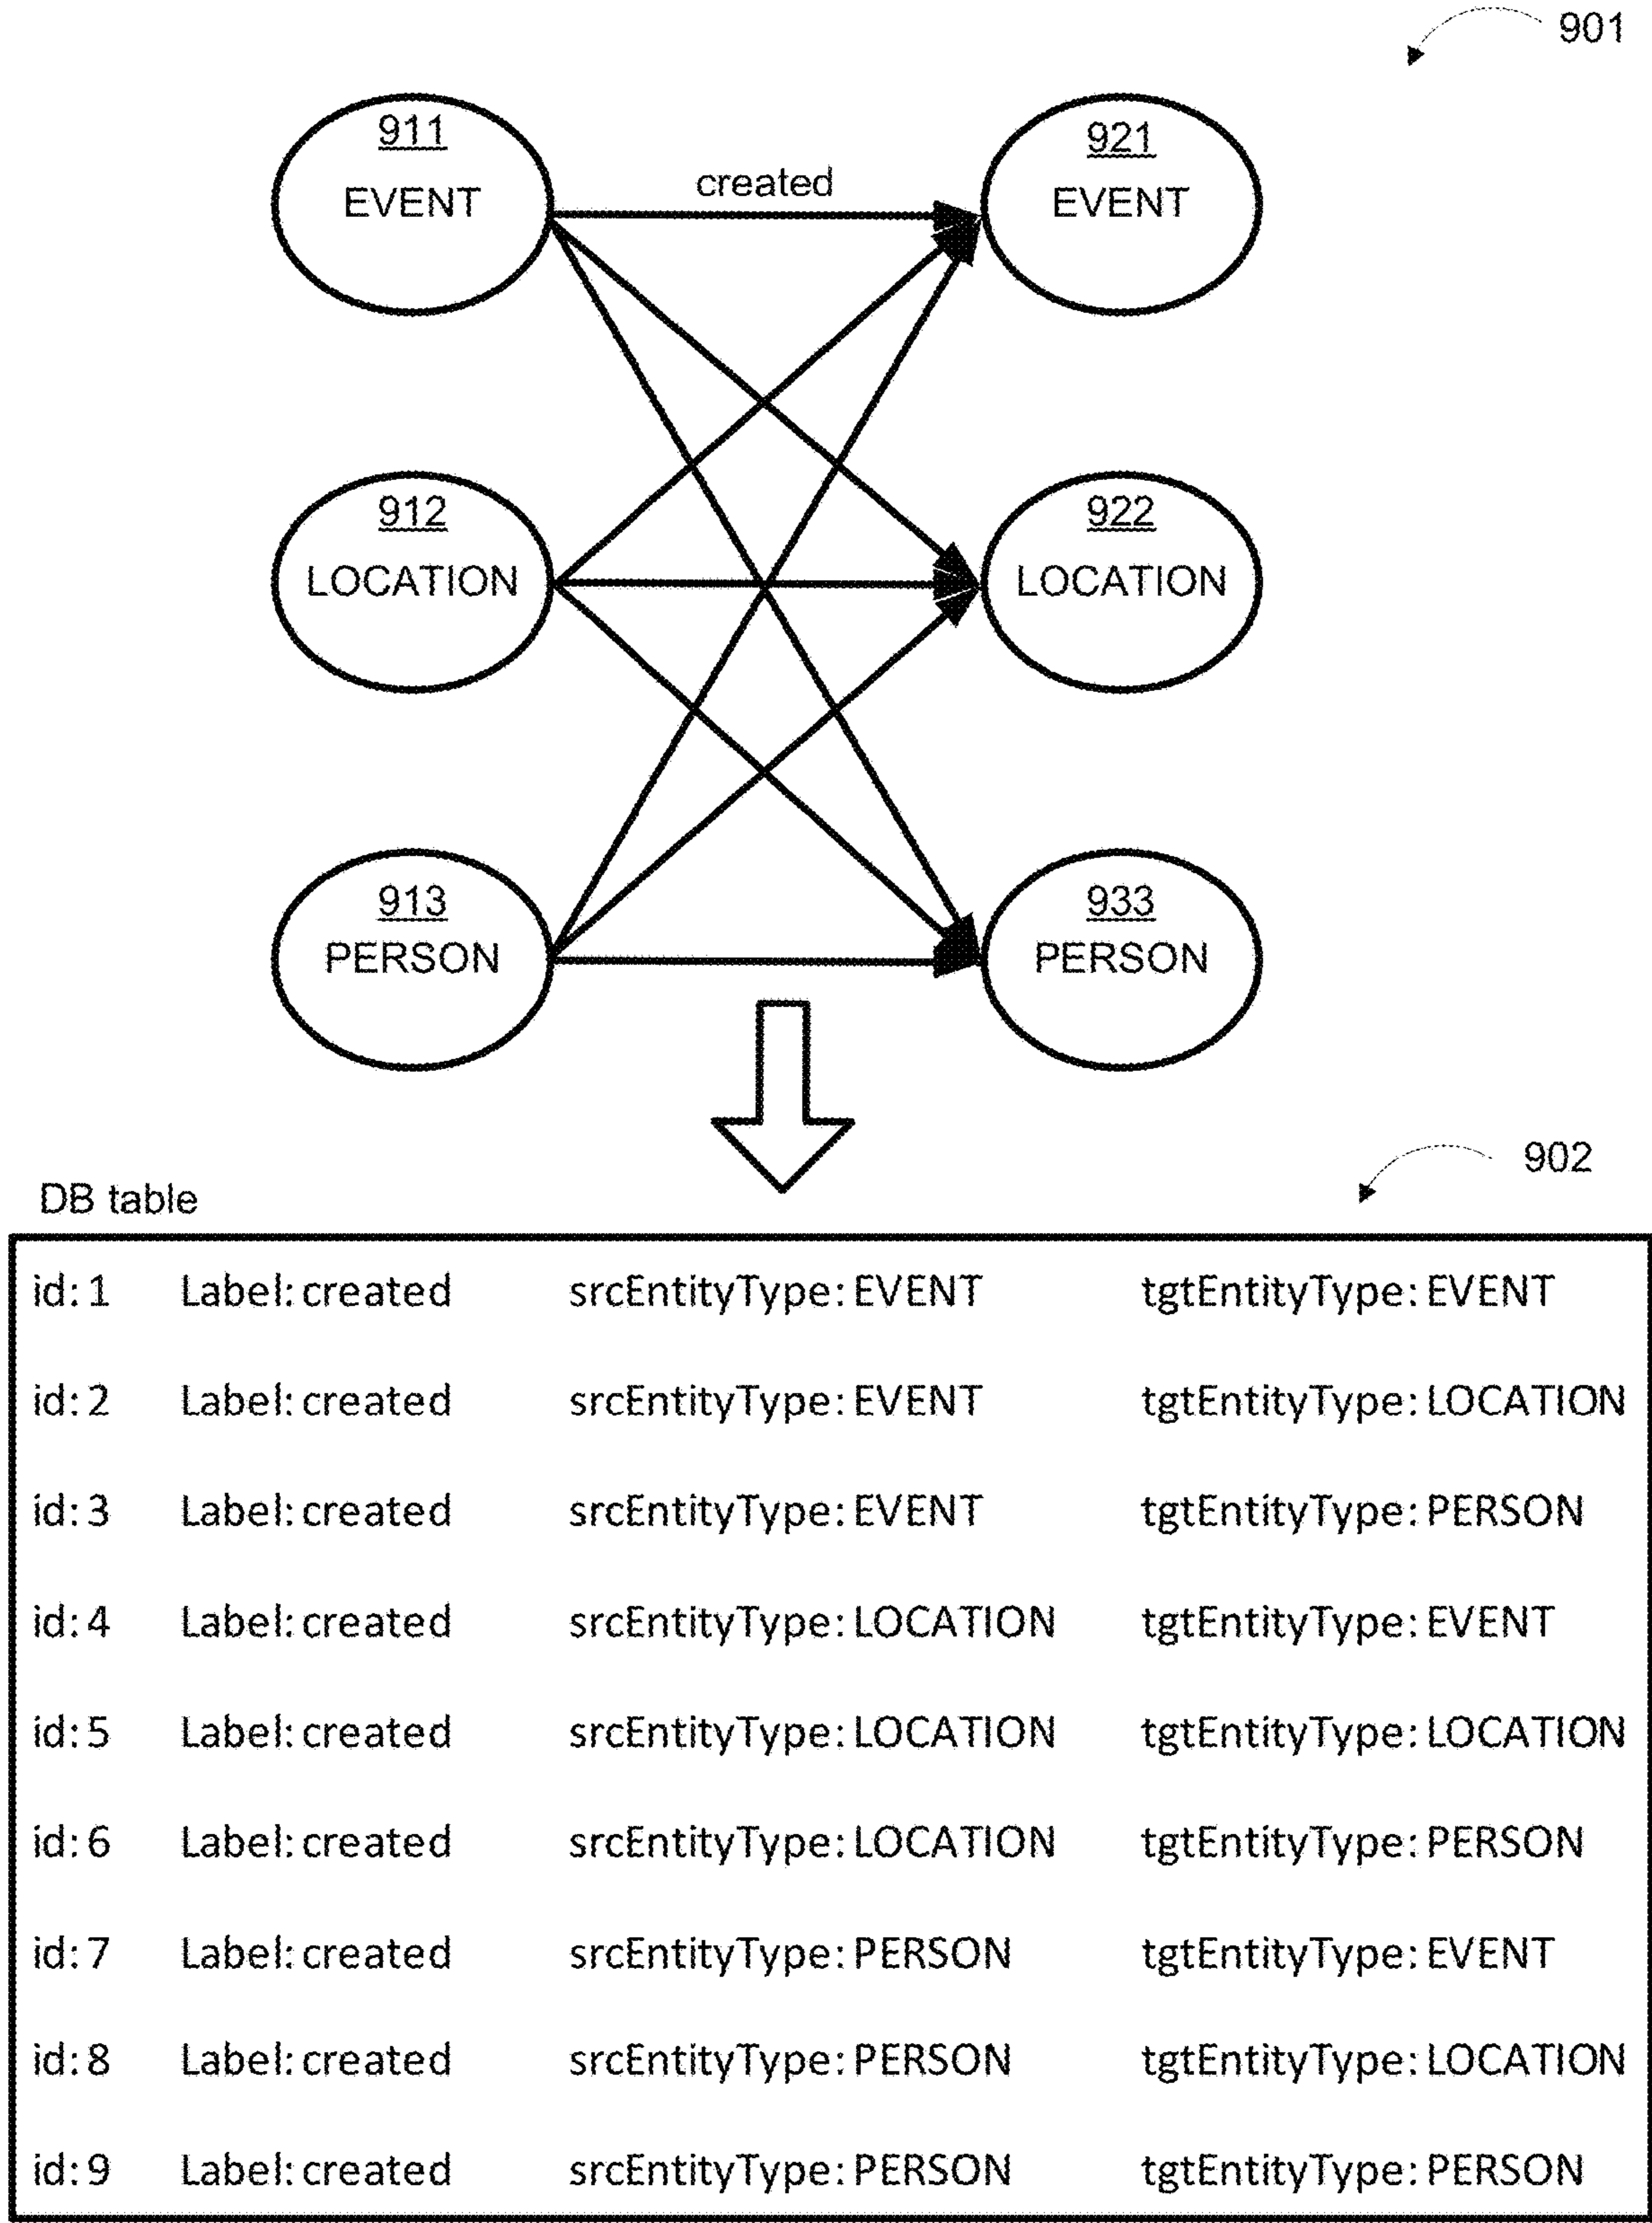 901
911
EVENT
created
921
EVENT
912
LOCATION
922
LOCATION
913
PERSON
933
PERSON
902
DB table
id: 1 Label: created srcEntityType: EVENT tgtEntityType: EVENT
id: 2 Label: created srcEntityType: EVENT tgtEntityType: LOCATION
id: 3 Label: created srcEntityType: EVENT tgtEntityType: PERSON
id: 4 Label: created srcEntityType: LOCATION tgtEntityType: EVENT
id: 5 Label: created srcEntityType: LOCATION tgtEntityType: LOCATION
id: 6 Label: created srcEntityType: LOCATION tgtEntityType: PERSON
id: 7 Label: created srcEntityType: PERSON tgtEntityType: EVENT
id: 8 Label: created srcEntityType: PERSON tgtEntityType: LOCATION
id: 9 Label: created srcEntityType: PERSON tgtEntityType: PERSON